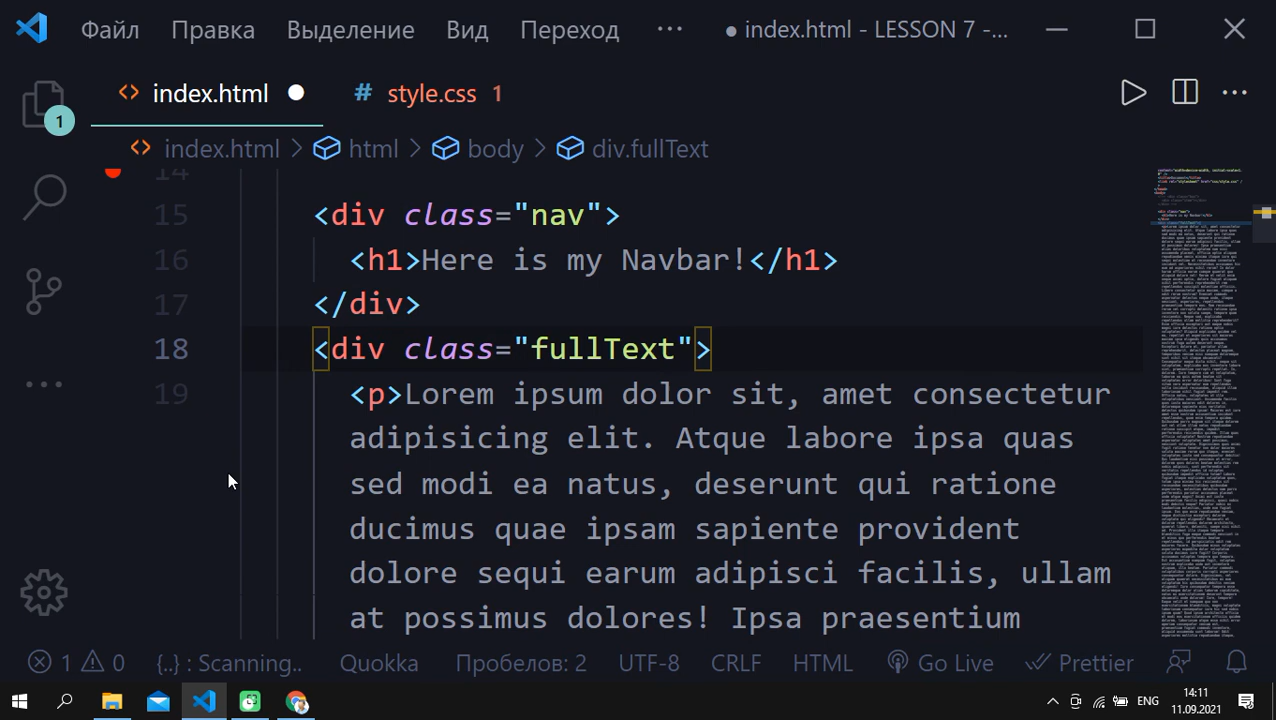 Файл Правка Выделение Вид Переход ··· ● index.html - LESSON 7 -...
index.html style.css 1
index.html > html > body > div.fullText
1
14
15 <div class="nav">
16 <h1>Here is my Navbar!</h1>
17 </div>
18 <div class="fullText">
19 <p>Lorem ipsum dolor sit, amet consectetur
adipisicing elit. Atque labore ipsa quas
sed modi ea natus, deserunt qui ratione
ducimus quae ipsam sapiente provident
dolore earum adipisci facilis, ullam
at possimus dolores! Ipsa praesentium
1 0 {..} : Scanning.. Quokka Пробелов: 2 UTF-8 CRLF HTML Go Live Prettier
ENG 14:11
11.09.2021